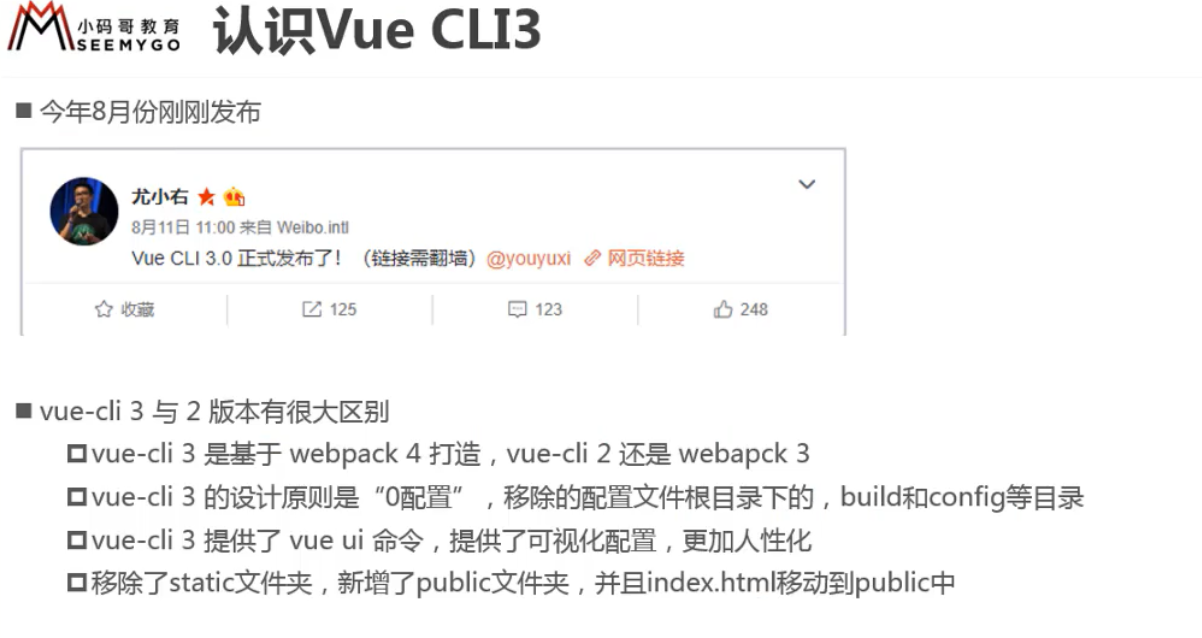 小码哥教育
SEEMYGO
认识Vue CLI3
今年8月份刚刚发布
尤小右
8月11日 11:00 来自 Weibo.intl
Vue CLI 3.0 正式发布了！（链接需翻墙）@youyuxi 网页链接
收藏 125 123 248
vue-cli 3 与 2 版本有很大区别
vue-cli 3 是基于 webpack 4 打造，vue-cli 2 还是 webapck 3
vue-cli 3 的设计原则是“0配置”，移除的配置文件根目录下的，build和config等目录
vue-cli 3 提供了 vue ui 命令，提供了可视化配置，更加人性化
移除了static文件夹，新增了public文件夹，并且index.html移动到public中